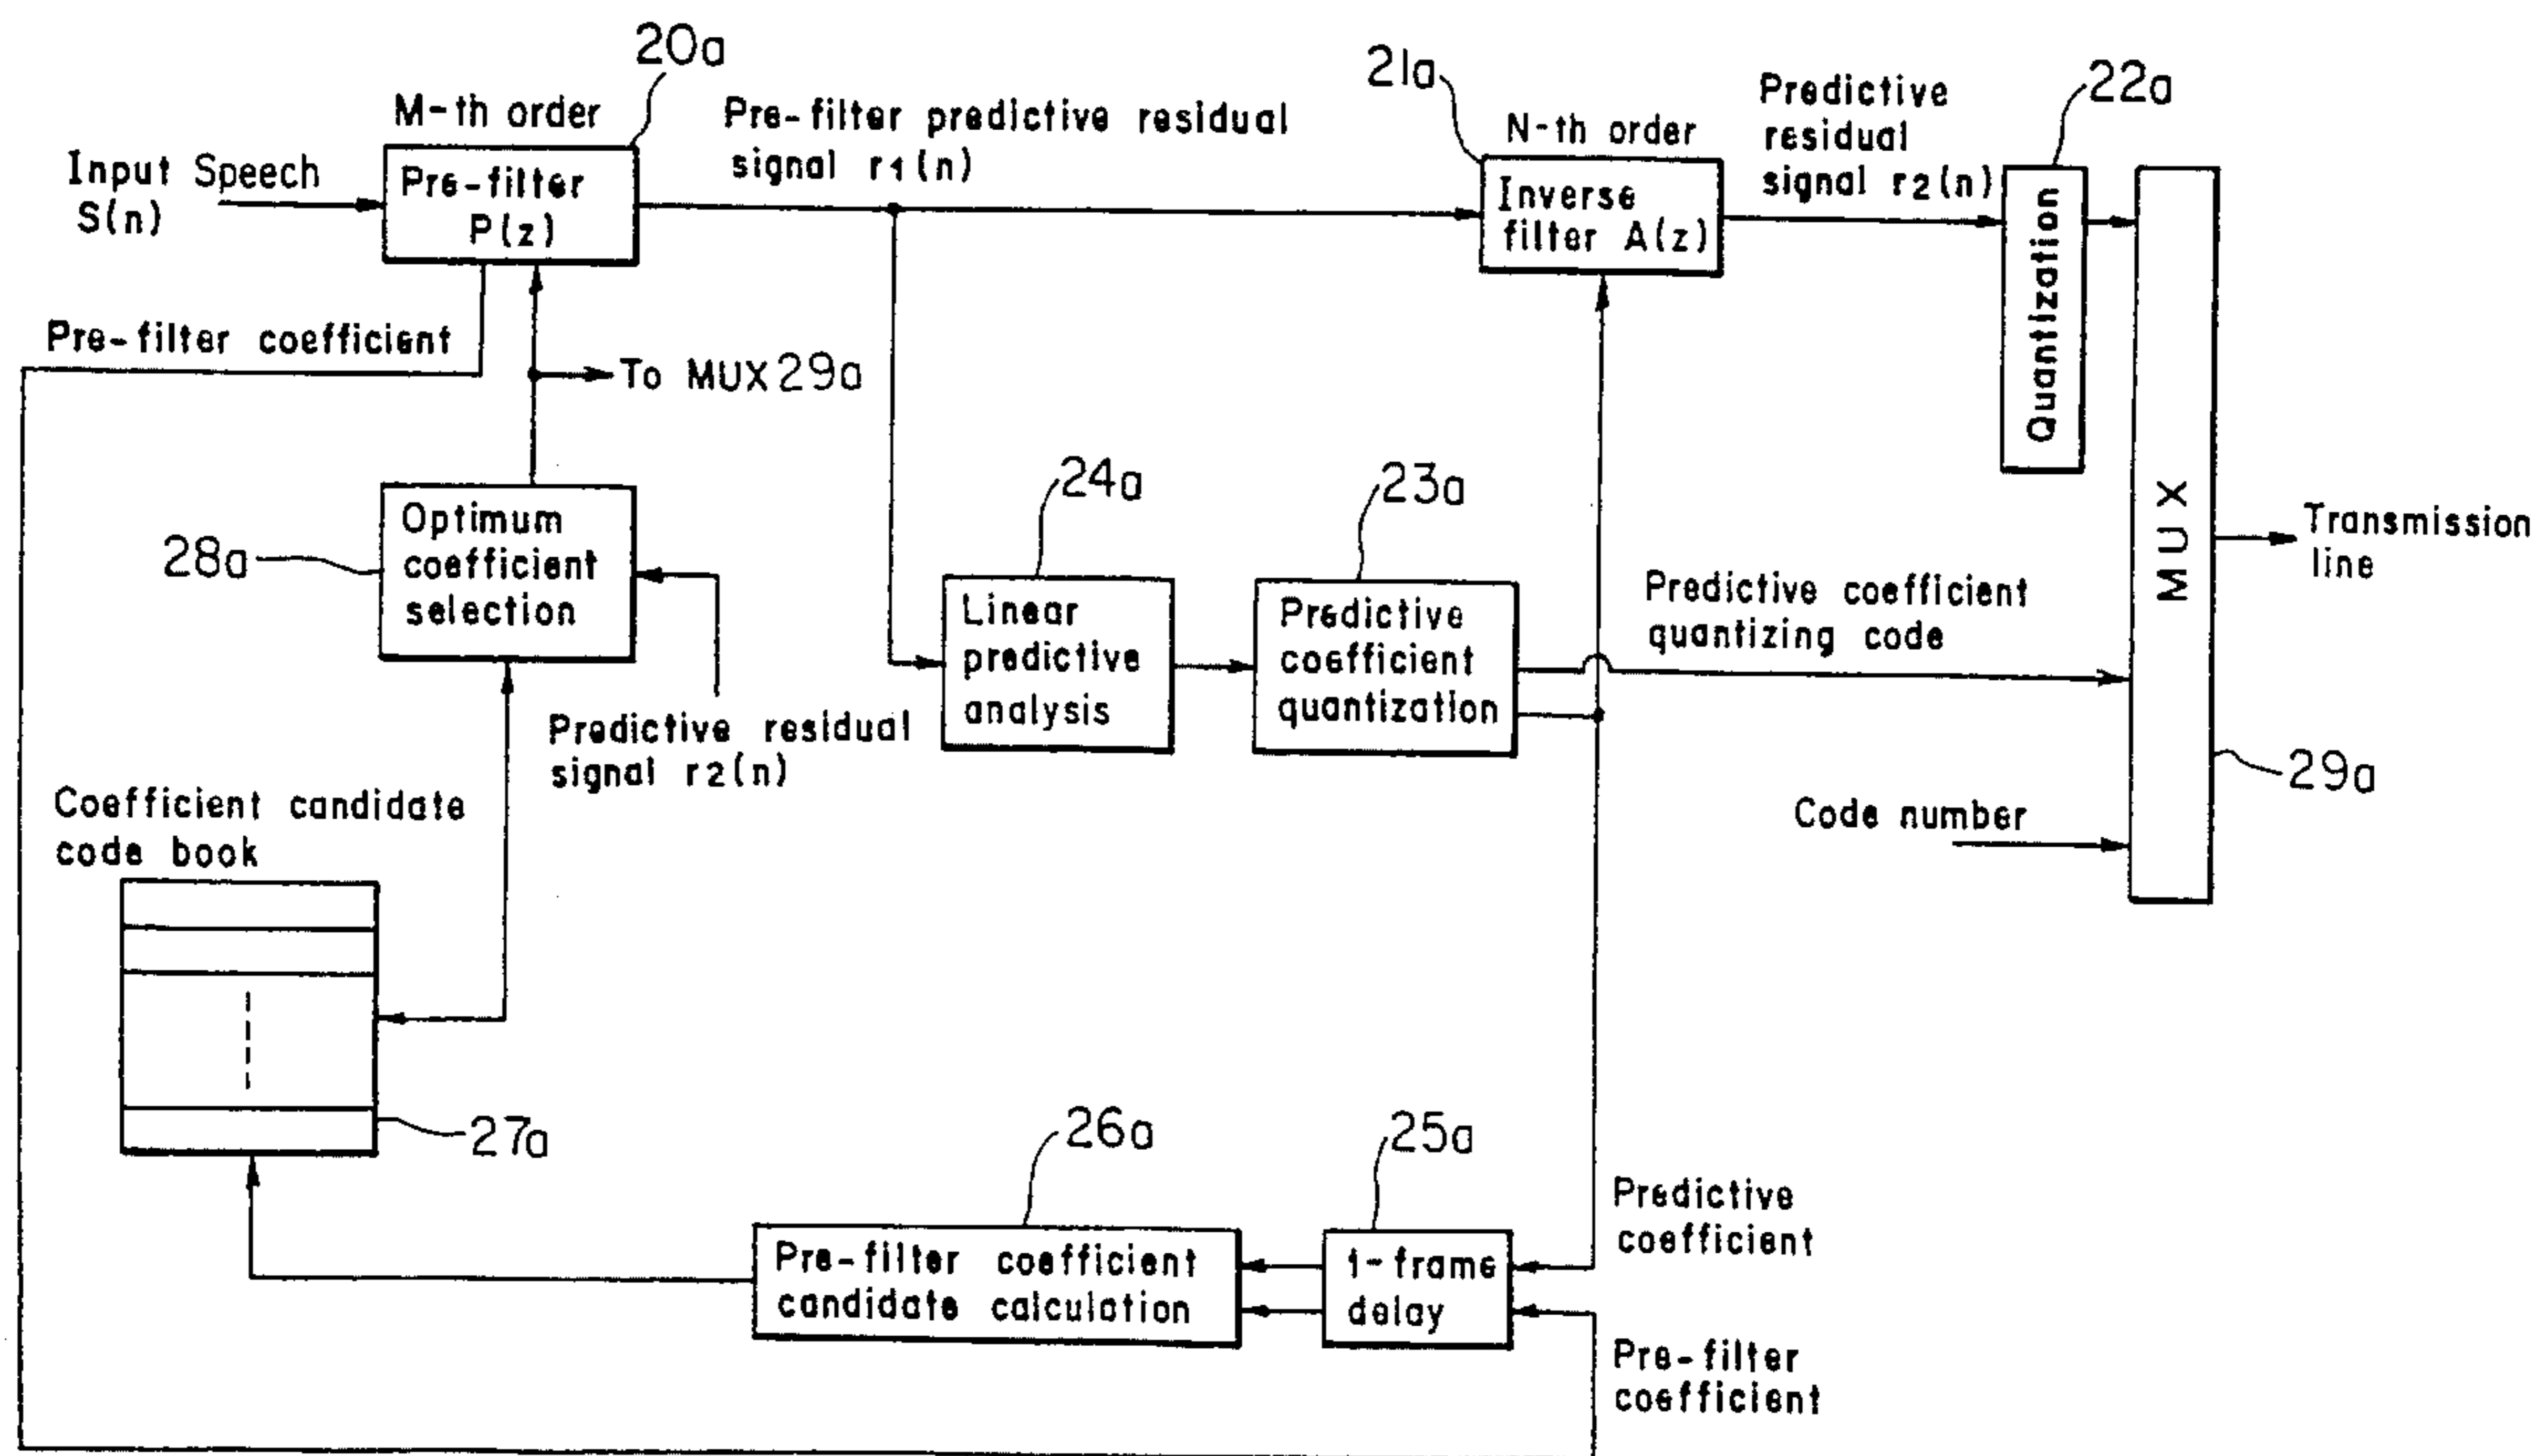 20a
M-th order
Input Speech
S(n)
Pre-filter
P(z)
Pre-filter predictive residual
signal r1(n)
21a
N-th order
Inverse
filter A(z)
Predictive
residual
signal r2(n)
22a
Quantization
MUX
Transmission
line
29a
Pre-filter coefficient
To MUX 29a
28a
Optimum
coefficient
selection
Predictive residual
signal r2(n)
24a
Linear
predictive
analysis
23a
Predictive
coefficient
quantization
Predictive coefficient
quantizing code
Code number
Coefficient candidate
code book
27a
26a
Pre-filter coefficient
candidate calculation
25a
1-frame
delay
Predictive
coefficient
Pre-filter
coefficient